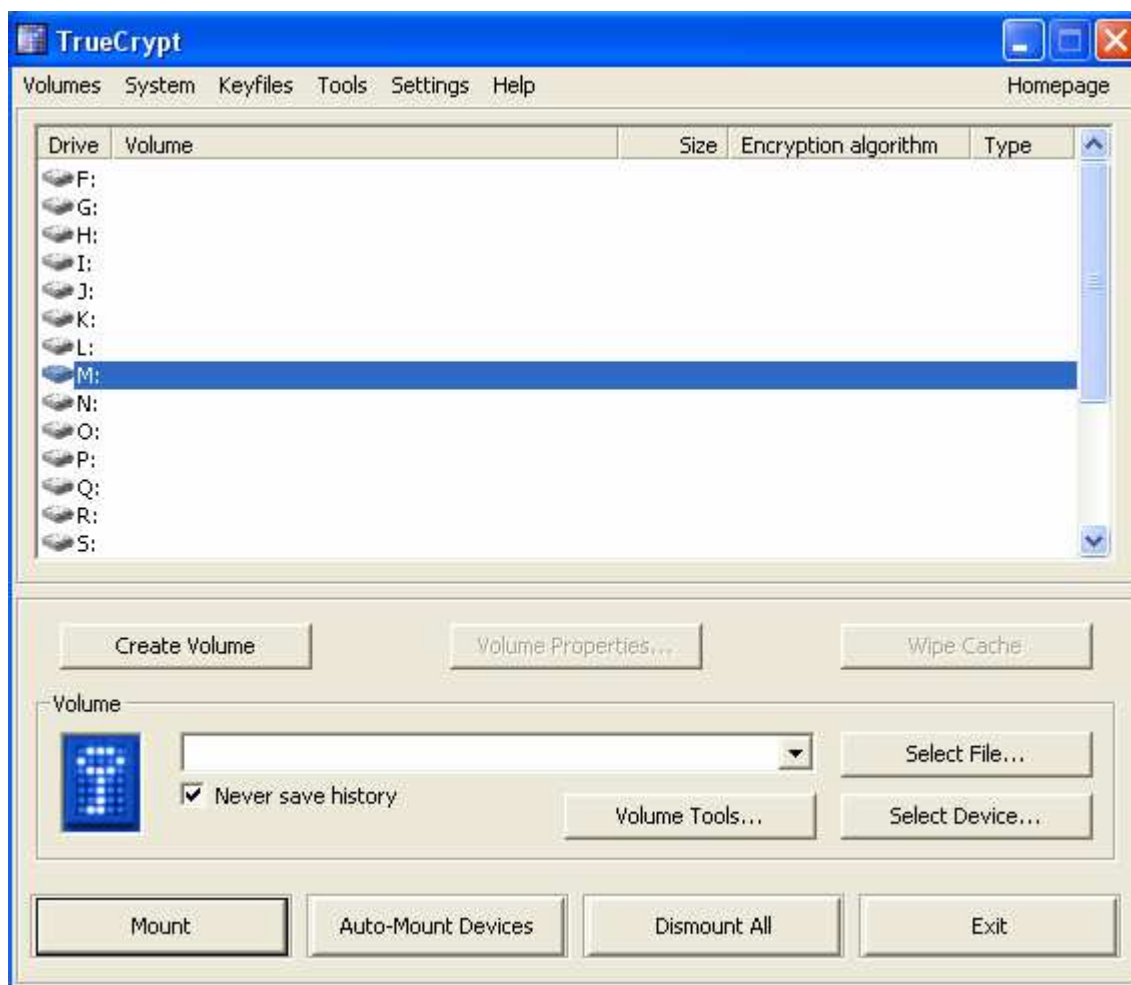 TrueCrypt
Volumes System Keyfiles Tools Settings Help Homepage
Drive Volume Size Encryption algorithm Type
F:
G:
H:
I:
J:
K:
L:
M:
N:
O:
P:
Q:
R:
S:
Create Volume Volume Properties... Wipe Cache
Volume
Select File...
Never save history
Volume Tools... Select Device...
Mount Auto-Mount Devices Dismount All Exit